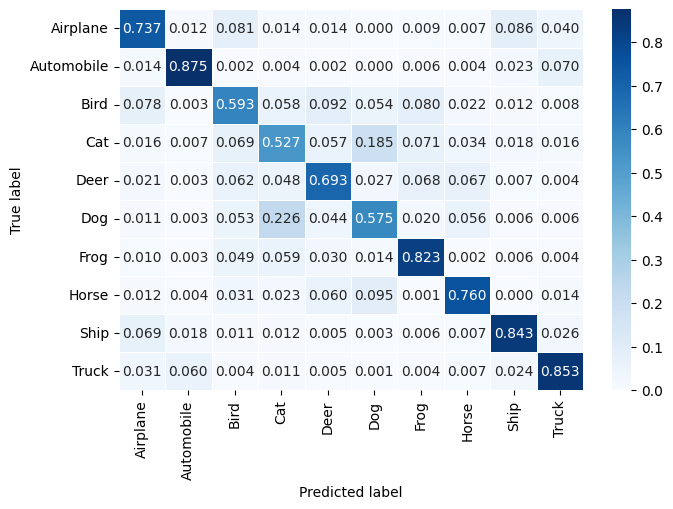 Airplane 0.737 0.012 0.081 0.014 0.014 0.000 0.009 0.007 0.086 0.040
Automobile 0.014 0.875 0.002 0.004 0.002 0.000 0.006 0.004 0.023 0.070
Bird 0.078 0.003 0.593 0.058 0.092 0.054 0.080 0.022 0.012 0.008
Cat 0.016 0.007 0.069 0.527 0.057 0.185 0.071 0.034 0.018 0.016
Deer 0.021 0.003 0.062 0.048 0.693 0.027 0.068 0.067 0.007 0.004
Dog 0.011 0.003 0.053 0.226 0.044 0.575 0.020 0.056 0.006 0.006
Frog 0.010 0.003 0.049 0.059 0.030 0.014 0.823 0.002 0.006 0.004
Horse 0.012 0.004 0.031 0.023 0.060 0.095 0.001 0.760 0.000 0.014
Ship 0.069 0.018 0.011 0.012 0.005 0.003 0.006 0.007 0.843 0.026
Truck 0.031 0.060 0.004 0.011 0.005 0.001 0.004 0.007 0.024 0.853
Airplane Automobile Bird Cat Deer Dog Frog Horse Ship Truck
Predicted label
True label
0.8
0.7
0.6
0.5
0.4
0.3
0.2
0.1
0.0